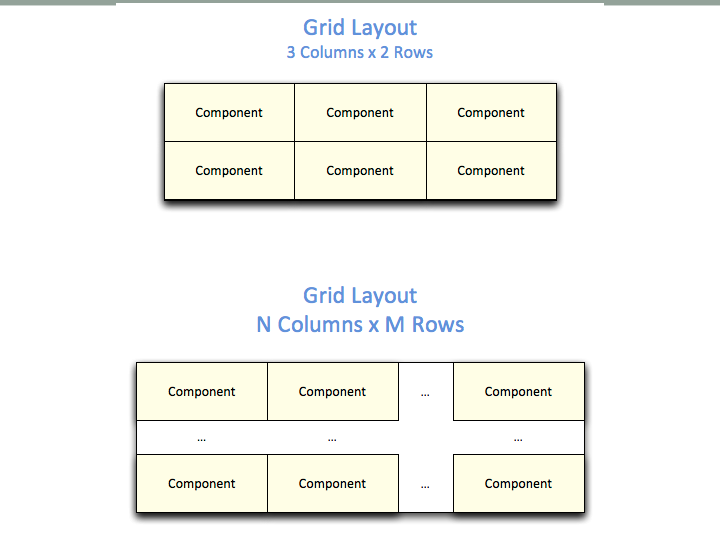 Grid Layout
3 Columns x 2 Rows
Component Component Component
Component Component Component
Grid Layout
N Columns x M Rows
Component Component ... Component
... ... ...
Component Component ... Component